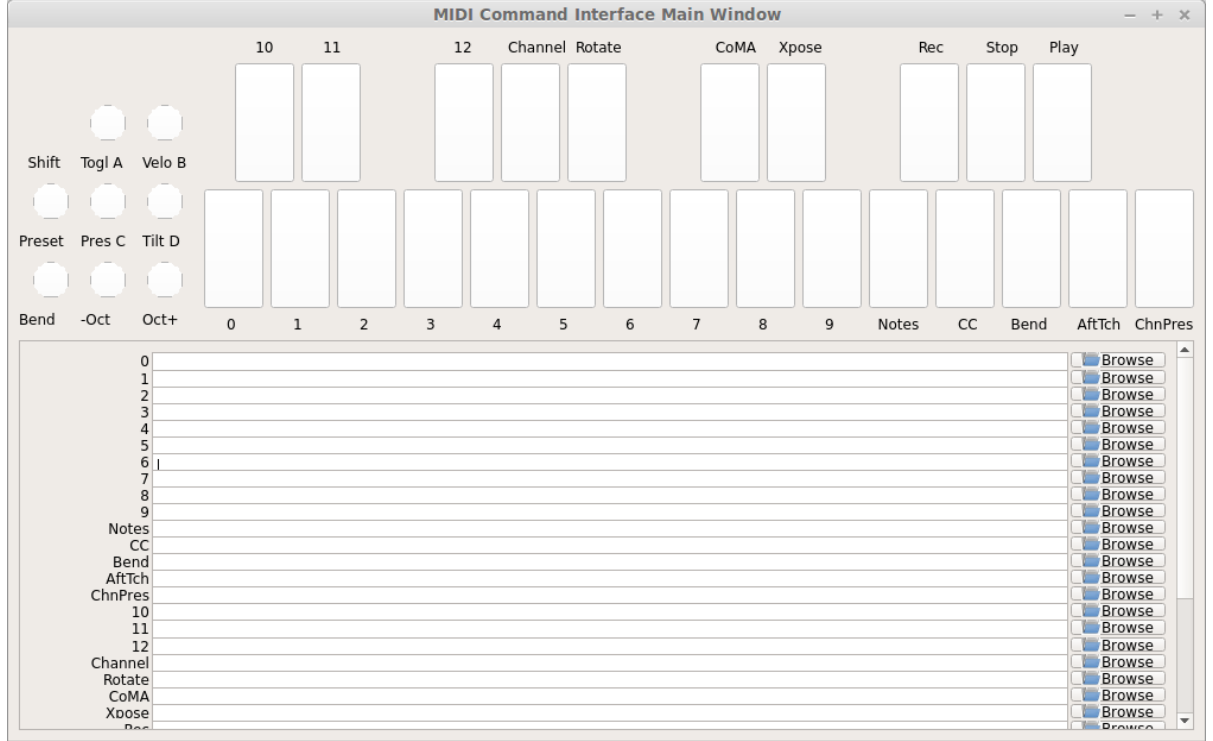 MIDI Command Interface Main Window
10 11 12 Channel Rotate CoMA Xpose Rec Stop Play
Shift Togl A Velo B
Preset Pres C Tilt D
Bend -Oct Oct+
0 1 2 3 4 5 6 7 8 9 Notes CC Bend AftTch ChnPres
0 Browse
1 Browse
2 Browse
3 Browse
4 Browse
5 Browse
6 Browse
7 Browse
8 Browse
9 Browse
Notes Browse
CC Browse
Bend Browse
AftTch Browse
ChnPres Browse
10 Browse
11 Browse
12 Browse
Channel Browse
Rotate Browse
CoMA Browse
Xpose Browse
Rec Browse